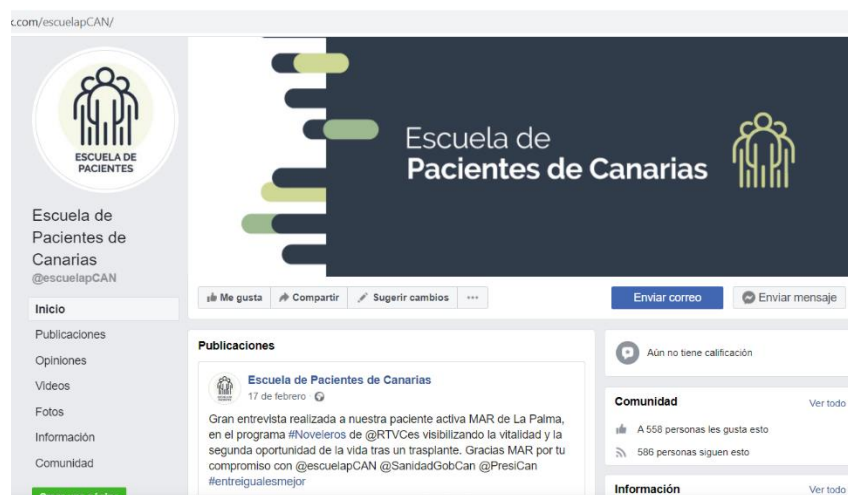 k.com/escuelapCAN/
ESCUELA DE
PACIENTES
Escuela de
Pacientes de Canarias
Escuela de
Pacientes de
Canarias
@escuelapCAN
Inicio
Publicaciones
Opiniones
Videos
Fotos
Información
Comunidad
Me gusta
Compartir
Sugerir cambios
Enviar correo
Enviar mensaje
Publicaciones
Escuela de Pacientes de Canarias
17 de febrero
Gran entrevista realizada a nuestra paciente activa MAR de La Palma,
en el programa #Noveleros de @RTVCes visibilizando la vitalidad y la
segunda oportunidad de la vida tras un trasplante. Gracias MAR por tu
compromiso con @escuelapCAN @SanidadGobCan @PresiCan
#entreigualesmejor
Aún no tiene calificación
Comunidad
Ver todo
A 558 personas les gusta esto
586 personas siguen esto
Información
Ver todo